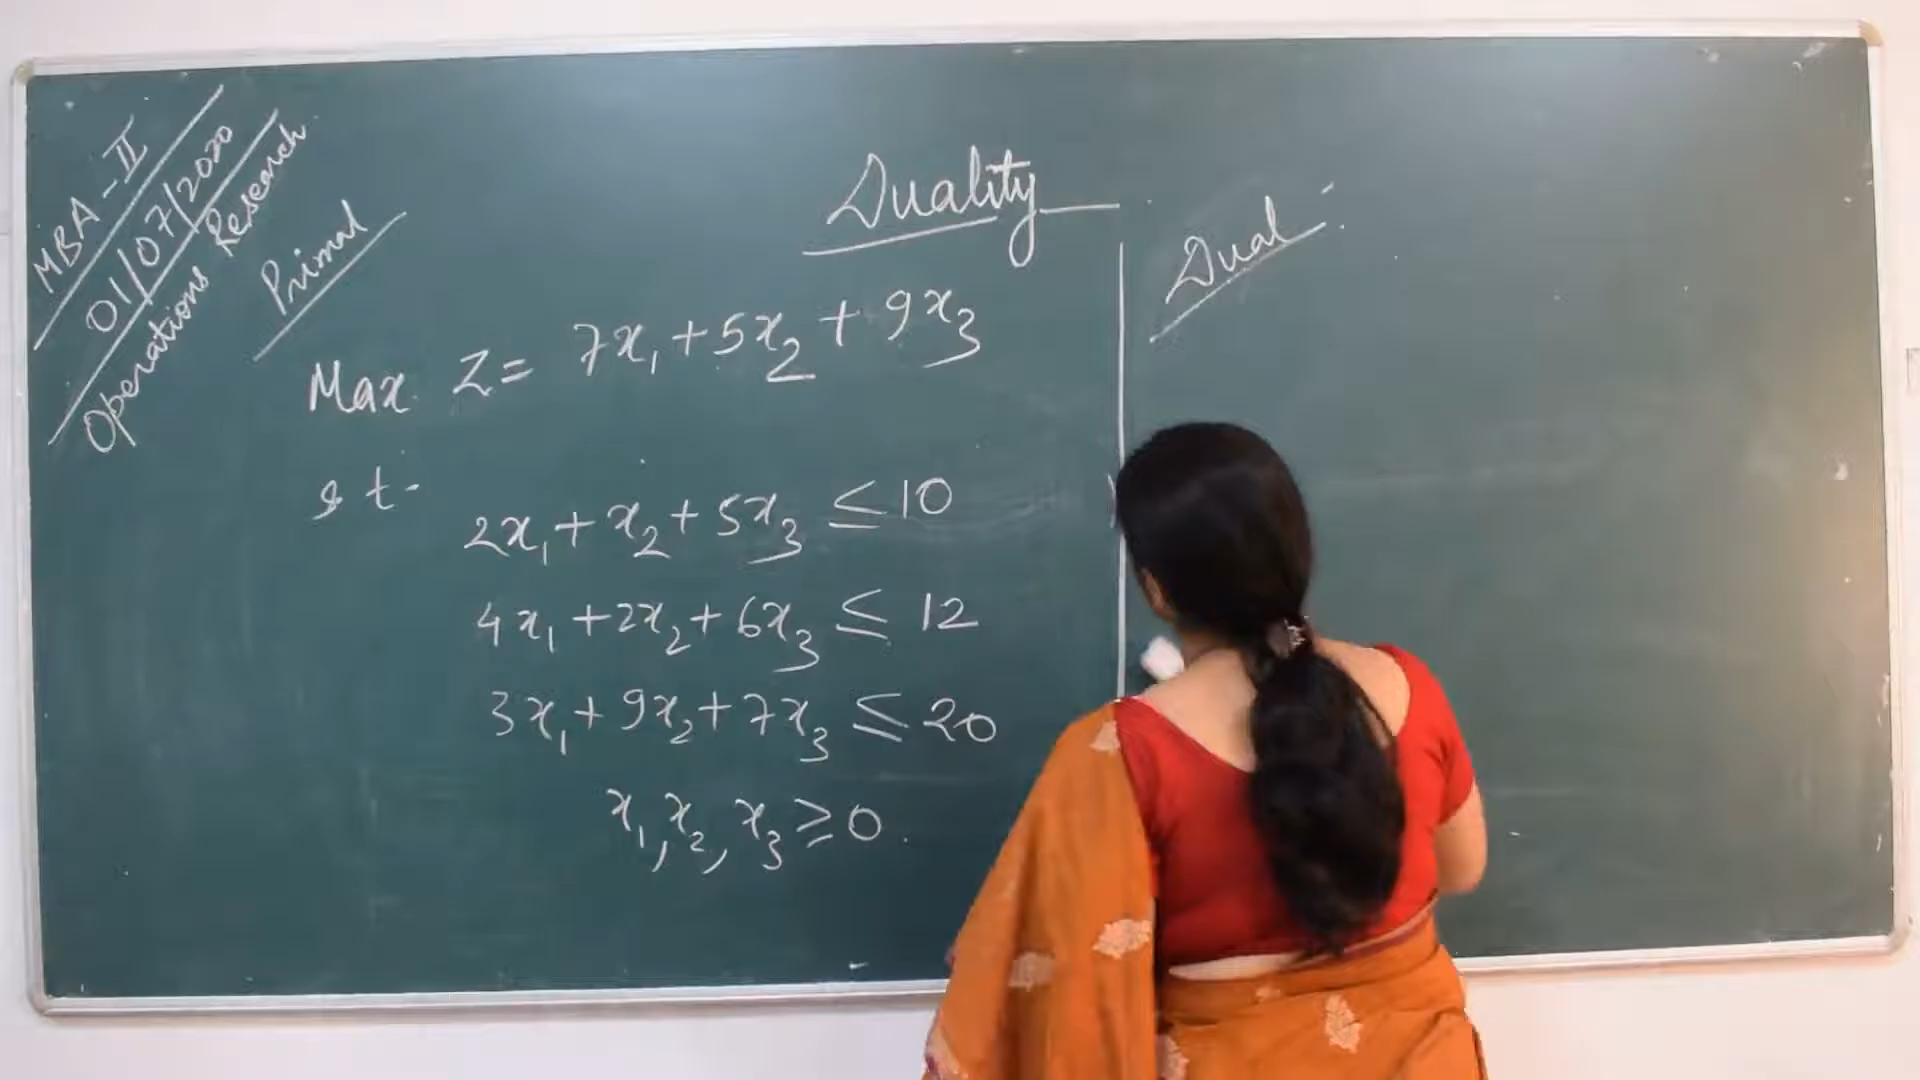 MBA-II
01/07/2020
Operations Research
Primal
Duality
Max Z = 7x₁ + 5x₂ + 9x₃
s t.
2x₁ + x₂ + 5x₃ ≤ 10
4x₁ + 2x₂ + 6x₃ ≤ 12
3x₁ + 9x₂ + 7x₃ ≤ 20
x₁, x₂, x₃ ≥ 0.
Dual :